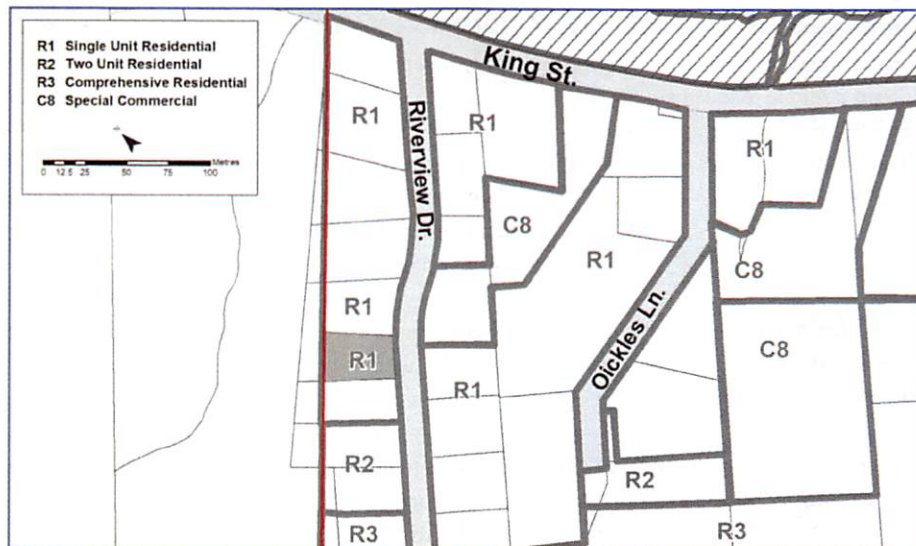 R1 Single Unit Residential
R2 Two Unit Residential
R3 Comprehensive Residential
C8 Special Commercial
Metres
0 12.5 25 50 75 100
King St.
Riverview Dr.
Oickles Ln.
R1
R1
R1
C8
R1
C8
R1
R1
R1
C8
R2
R2
R3
R3